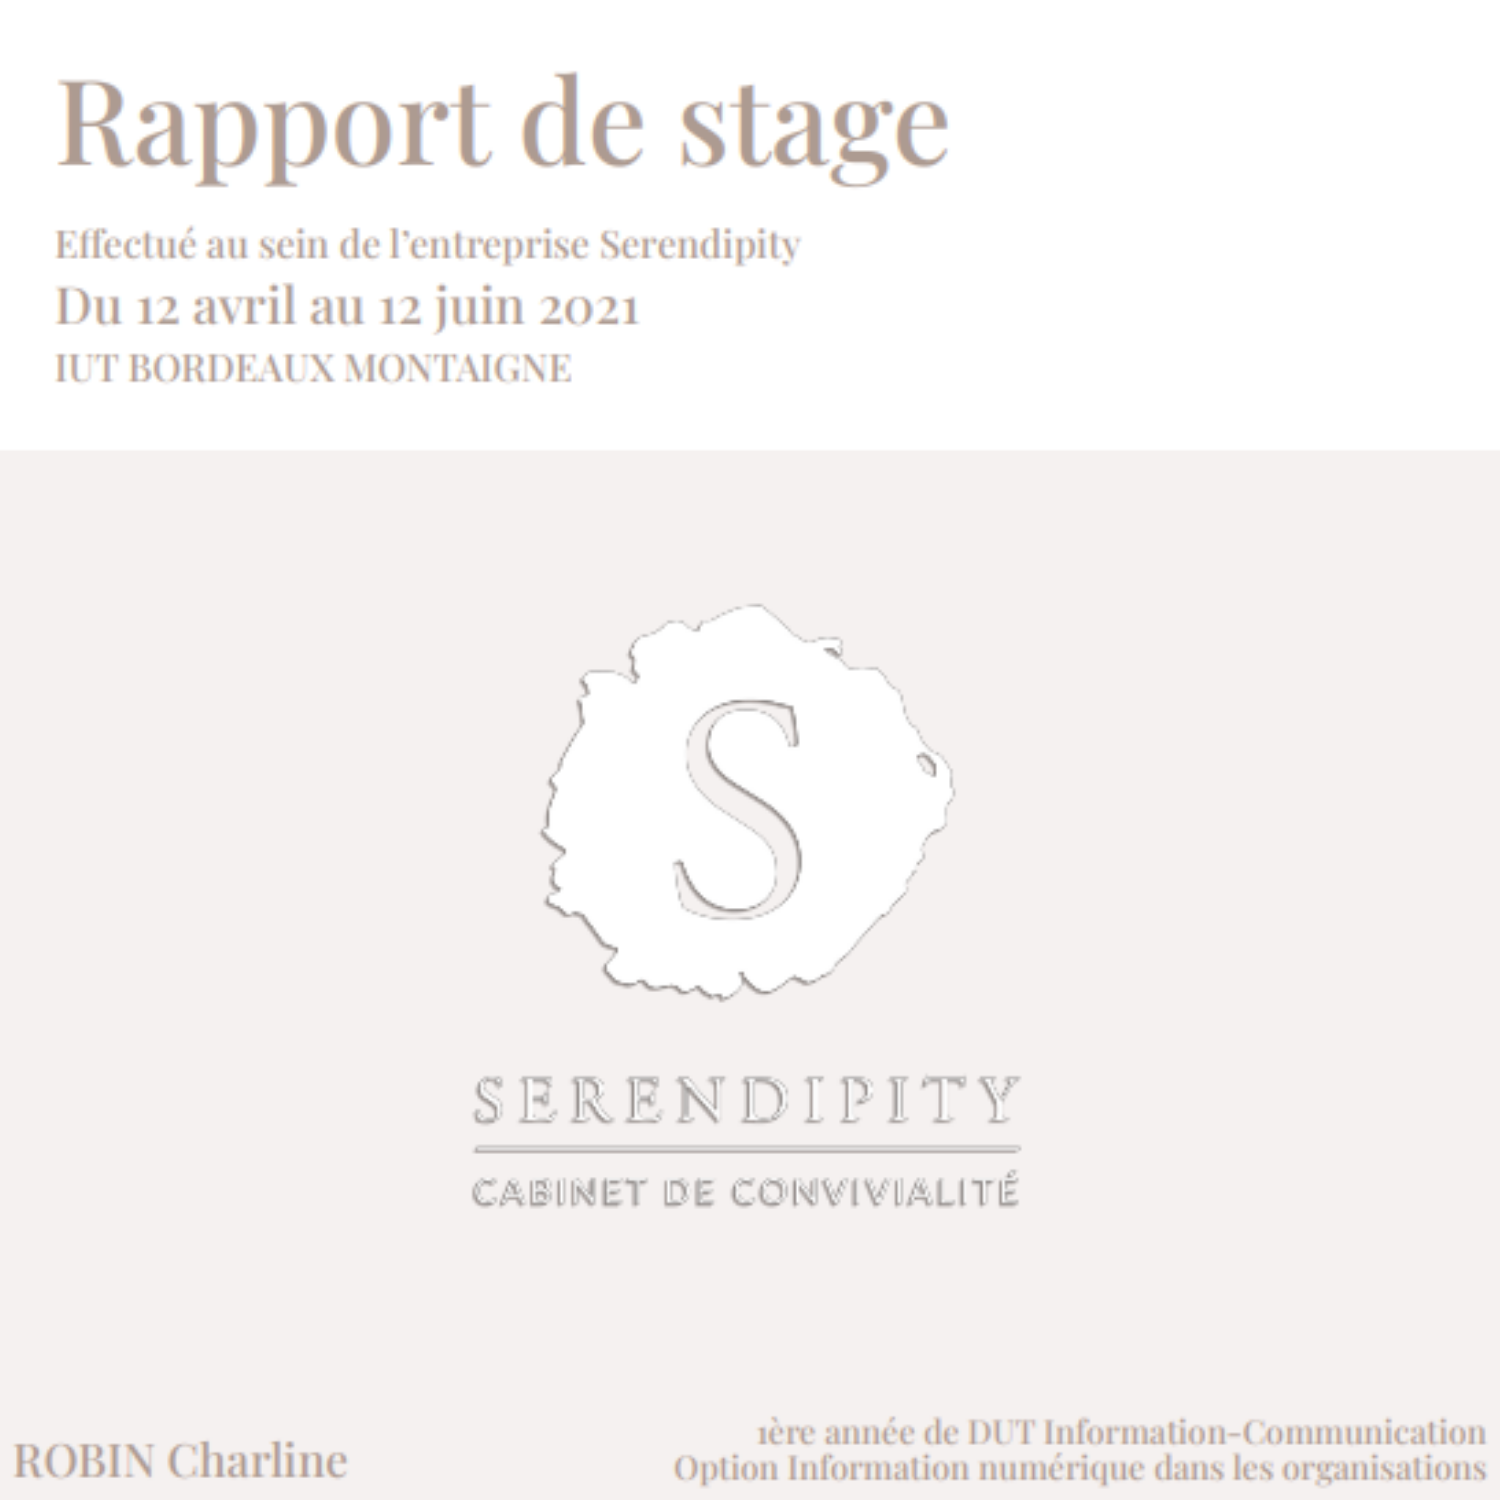 Rapport de stage
Effectué au sein de l’entreprise Serendipity
Du 12 avril au 12 juin 2021
IUT BORDEAUX MONTAIGNE
S
SERENDIPITY
CABINET DE CONVIVIALITÉ
ROBIN Charline
1ère année de DUT Information-Communication
Option Information numérique dans les organisations